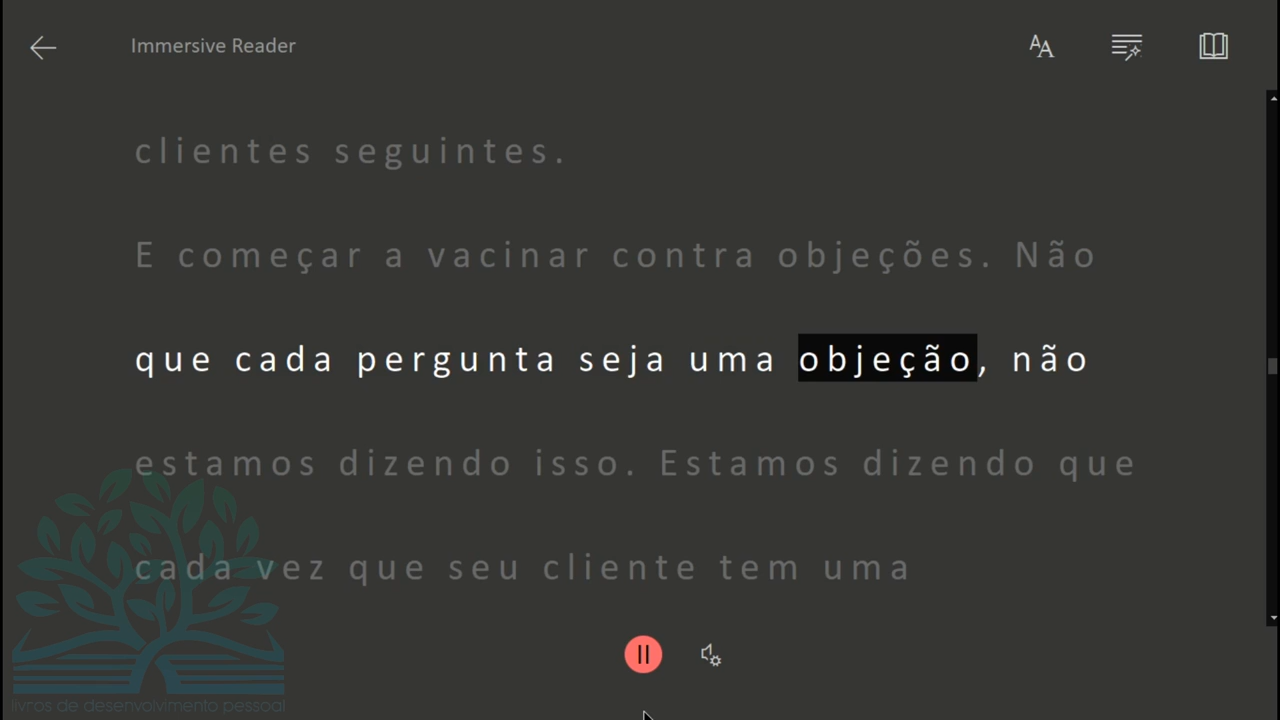 Immersive Reader
clientes seguintes.
E começar a vacinar contra objeções. Não
que cada pergunta seja uma objeção, não
estamos dizendo isso. Estamos dizendo que
cada vez que seu cliente tem uma
livros de desenvolvimento pessoal